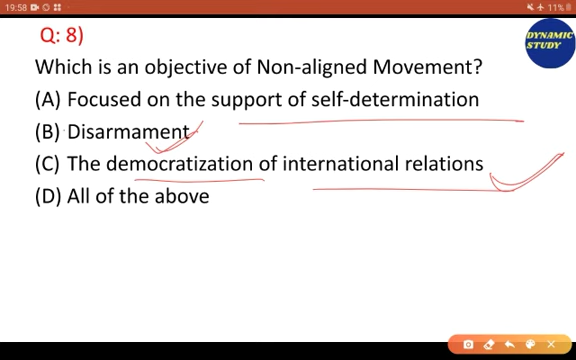 19:58
11%
Q: 8)
DYNAMIC
STUDY
Which is an objective of Non-aligned Movement?
(A) Focused on the support of self-determination
(B) Disarmament
(C) The democratization of international relations
(D) All of the above